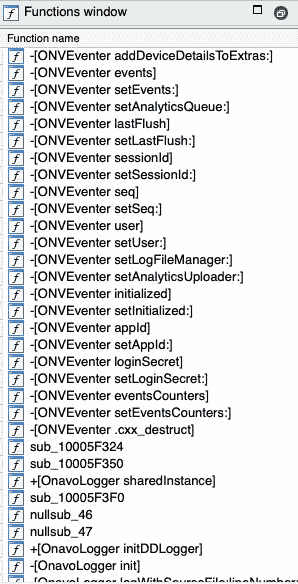 Functions window
Function name
f -[ONVEventer addDeviceDetailsToExtras:]
f -[ONVEventer events]
f -[ONVEventer setEvents:]
f -[ONVEventer setAnalyticsQueue:]
f -[ONVEventer lastFlush]
f -[ONVEventer setLastFlush:]
f -[ONVEventer sessionId]
f -[ONVEventer setSessionId:]
f -[ONVEventer seq]
f -[ONVEventer setSeq:]
f -[ONVEventer user]
f -[ONVEventer setUser:]
f -[ONVEventer setLogFileManager:]
f -[ONVEventer setAnalyticsUploader:]
f -[ONVEventer initialized]
f -[ONVEventer setInitialized:]
f -[ONVEventer appId]
f -[ONVEventer setAppId:]
f -[ONVEventer loginSecret]
f -[ONVEventer setLoginSecret:]
f -[ONVEventer eventsCounters]
f -[ONVEventer setEventsCounters:]
f -[ONVEventer .cxx_destruct]
f sub_10005F324
f sub_10005F350
f +[OnavoLogger sharedInstance]
f sub_10005F3F0
f nullsub_46
f nullsub_47
f +[OnavoLogger initDDLogger]
f -[OnavoLogger init]